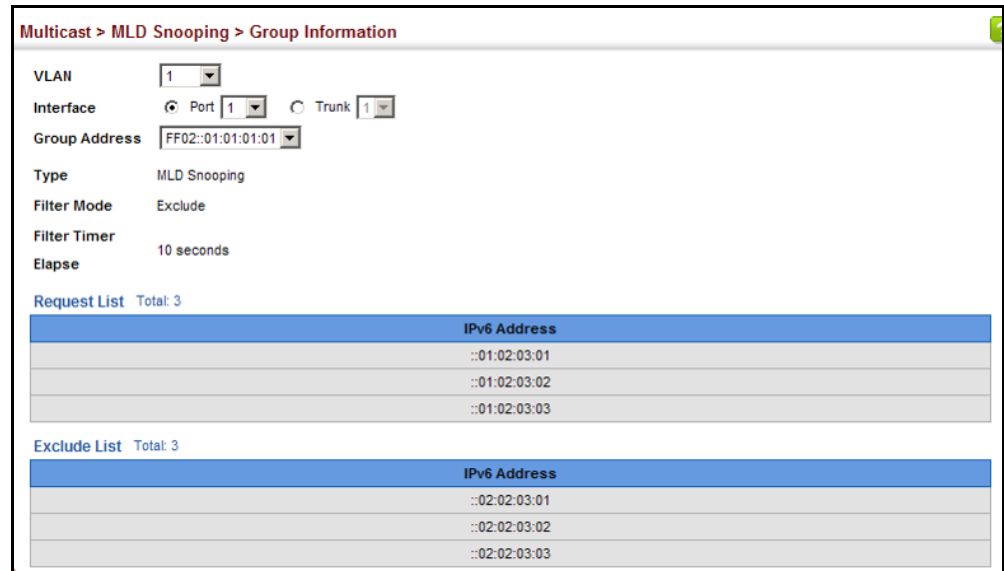 Multicast > MLD Snooping > Group Information
?
VLAN 1
Interface Port 1 Trunk 1
Group Address FF02::01:01:01:01
Type MLD Snooping
Filter Mode Exclude
Filter Timer Elapse 10 seconds
Request List Total: 3
IPv6 Address
::01:02:03:01
::01:02:03:02
::01:02:03:03
Exclude List Total: 3
IPv6 Address
::02:02:03:01
::02:02:03:02
::02:02:03:03